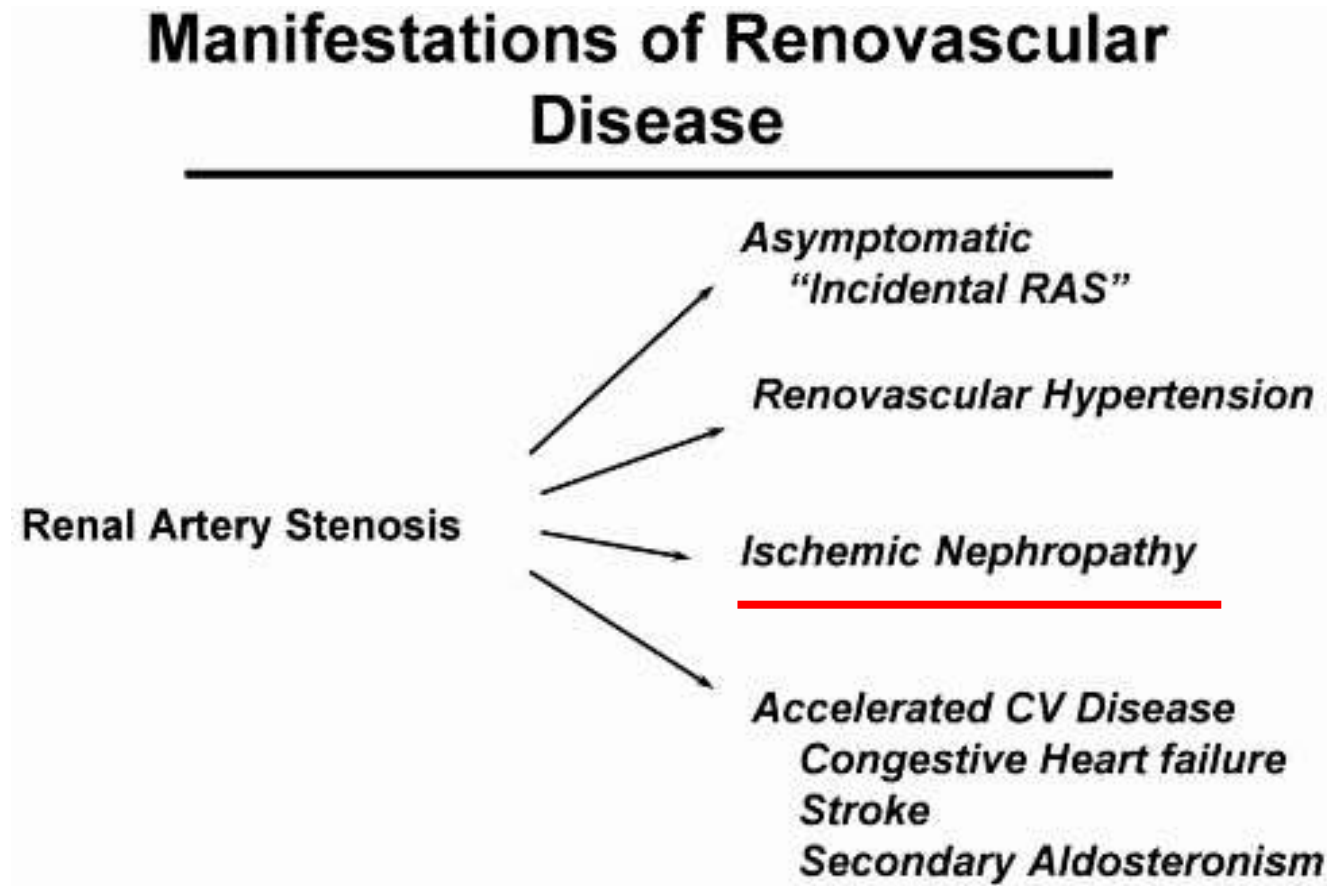 Manifestations of Renovascular
Disease
Asymptomatic
“Incidental RAS”
Renovascular Hypertension
Renal Artery Stenosis
Ischemic Nephropathy
Accelerated CV Disease
Congestive Heart failure
Stroke
Secondary Aldosteronism